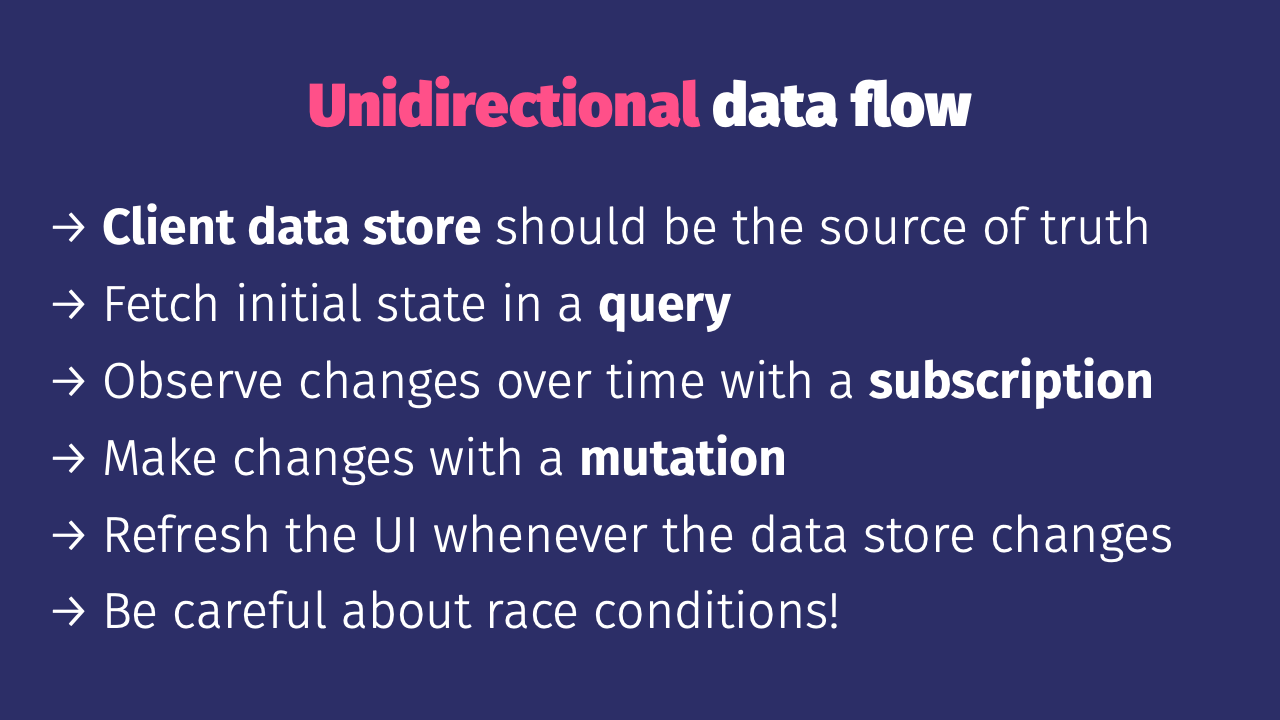 Unidirectional data flow
→ Client data store should be the source of truth
→ Fetch initial state in a query
→ Observe changes over time with a subscription
→ Make changes with a mutation
→ Refresh the UI whenever the data store changes
→ Be careful about race conditions!